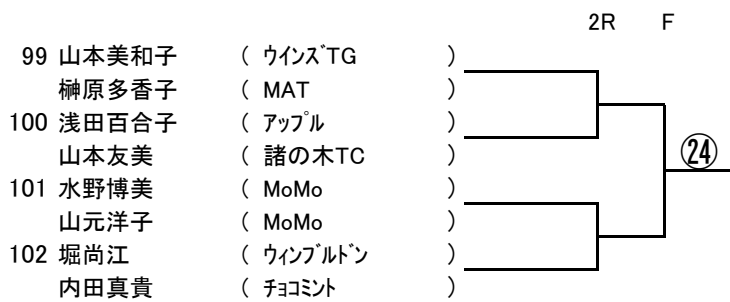 2R F
99 山本美和子 ( ウインズTG )
榊原多香子 ( MAT )
100 浅田百合子 ( アップル )
山本友美 ( 諸の木TC )
㉔
101 水野博美 ( MoMo )
山元洋子 ( MoMo )
102 堀尚江 ( ウィンブルドン )
内田真貴 ( チョコミント )